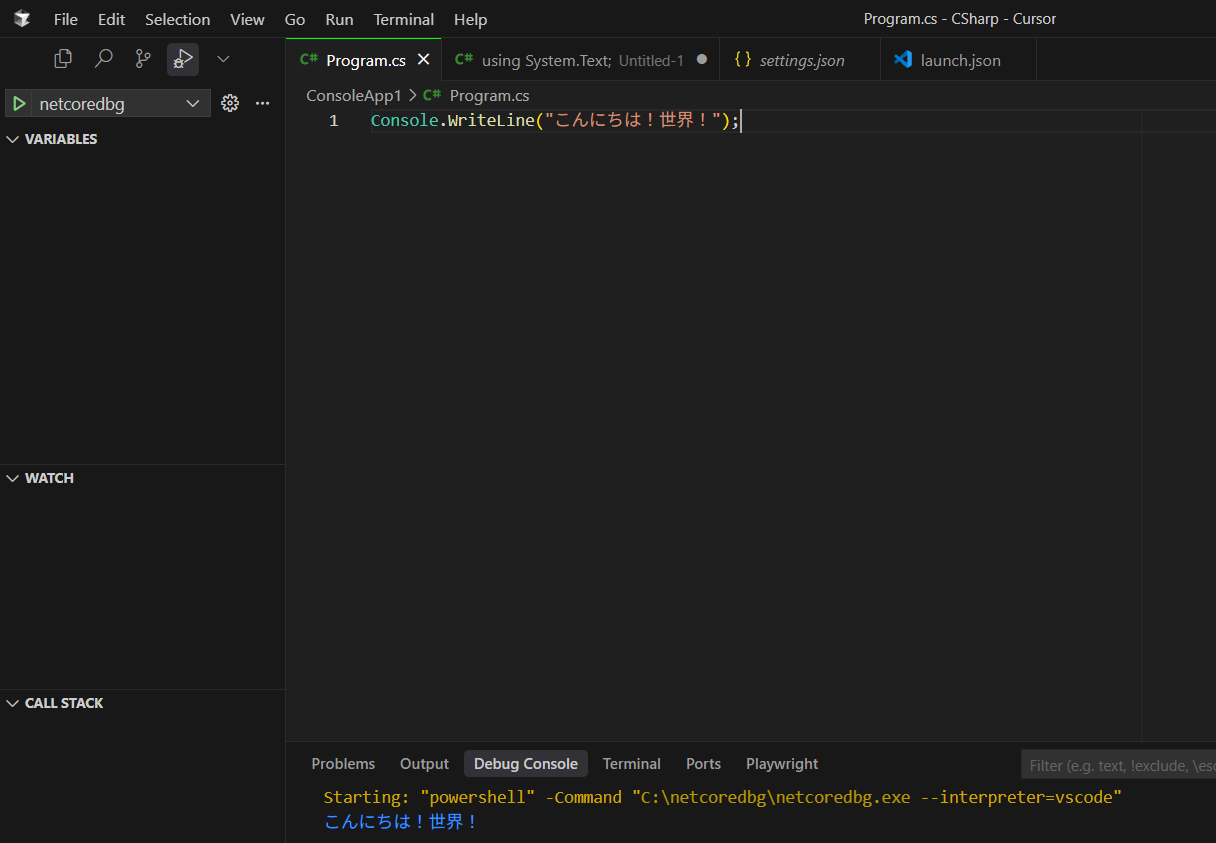 File Edit Selection View Go Run Terminal Help
Program.cs - CSharp - Cursor
C# Program.cs
C# using System.Text; Untitled-1
{} settings.json
launch.json
netcoredbg
ConsoleApp1 > C# Program.cs
1 Console.WriteLine("こんにちは！世界！");
VARIABLES
WATCH
CALL STACK
Problems Output Debug Console Terminal Ports Playwright
Filter (e.g. text, !exclude, \esc
Starting: "powershell" -Command "C:\netcoredbg\netcoredbg.exe --interpreter=vscode"
こんにちは！世界！